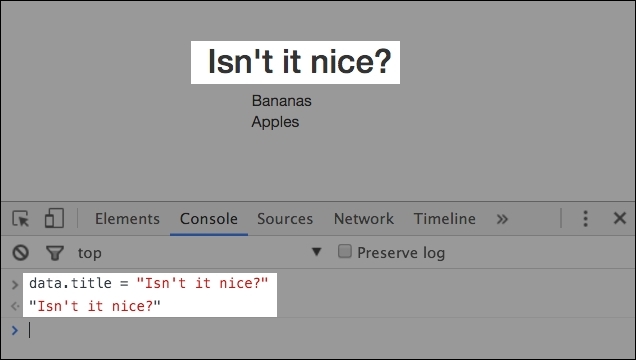 Isn't it nice?
Bananas
Apples
Elements Console Sources Network Timeline »
top Preserve log
data.title = "Isn't it nice?"
"Isn't it nice?"